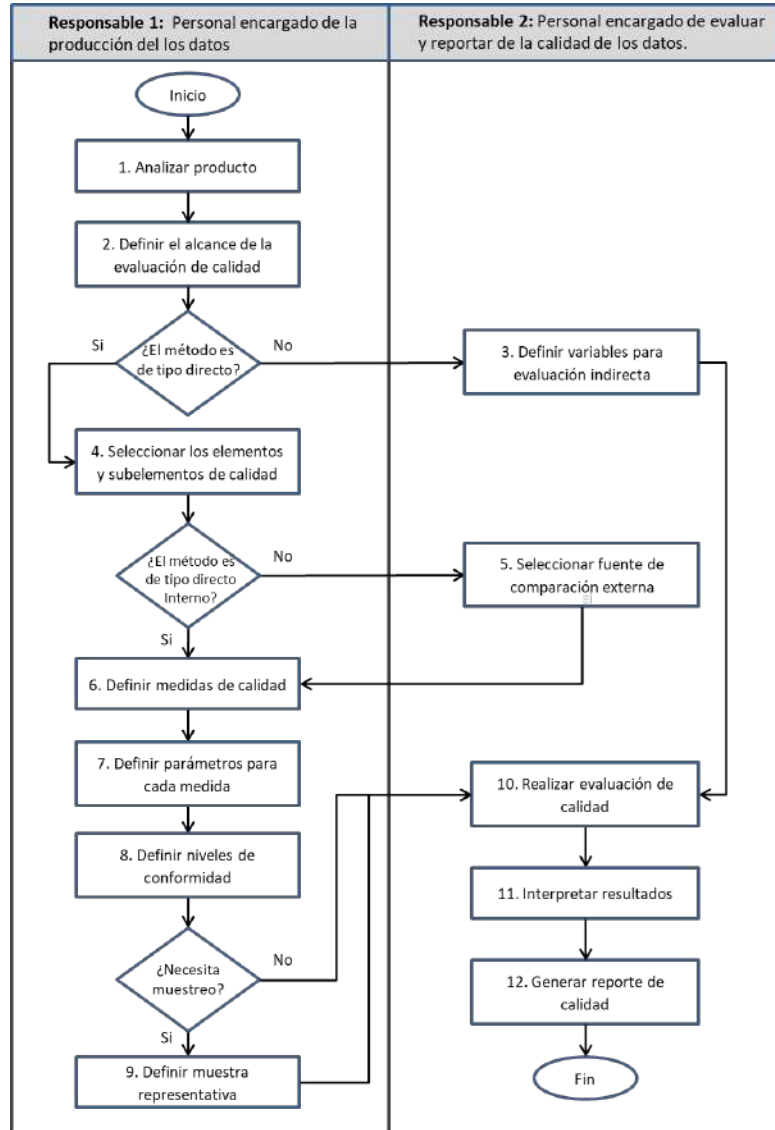 Responsable 1: Personal encargado de la
producción del los datos
Responsable 2: Personal encargado de evaluar
y reportar de la calidad de los datos.
Inicio
1. Analizar producto
2. Definir el alcance de la
evaluación de calidad
¿El método es
de tipo directo?
Si
No
3. Definir variables para
evaluación indirecta
4. Seleccionar los elementos
y subelementos de calidad
¿El método es
de tipo directo
Interno?
No
Si
5. Seleccionar fuente de
comparación externa
6. Definir medidas de calidad
7. Definir parámetros para
cada medida
8. Definir niveles de
conformidad
¿Necesita
muestreo?
No
Si
9. Definir muestra
representativa
10. Realizar evaluación de
calidad
11. Interpretar resultados
12. Generar reporte de
calidad
Fin